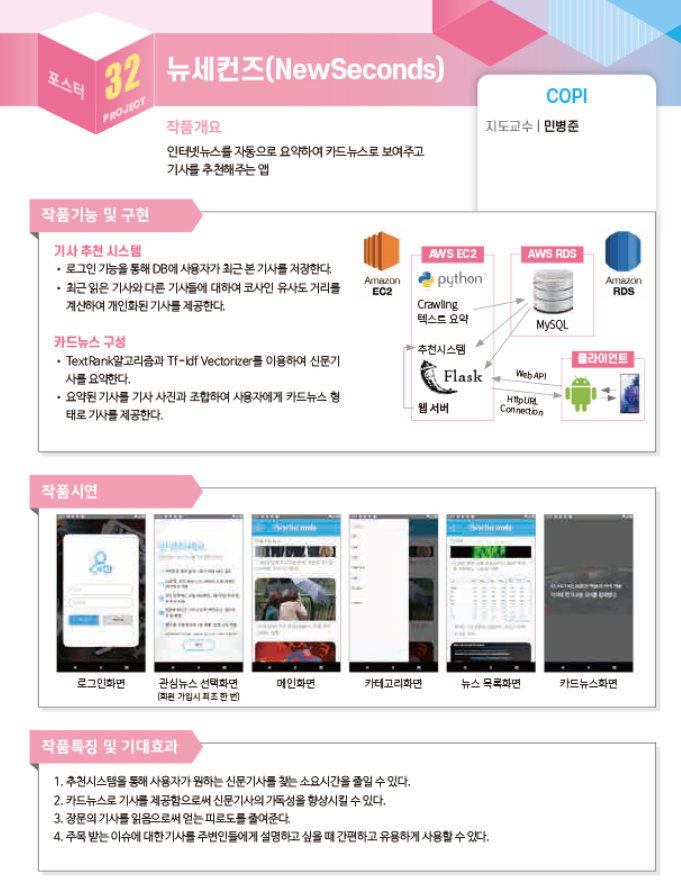 포스터
32
PROJECT
뉴세컨즈(NewSeconds)
COPI
지도교수 | 민병준
작품개요
인터넷뉴스를 자동으로 요약하여 카드뉴스로 보여주고
기사를 추천해주는 앱
작품기능 및 구현
기사 추천 시스템
• 로그인 기능을 통해 DB에 사용자가 최근 본 기사를 저장한다.
• 최근 읽은 기사와 다른 기사들에 대하여 코사인 유사도 거리를
계산하여 개인화된 기사를 제공한다.
카드뉴스 구성
• TextRank알고리즘과 Tf-Idf Vectorizer를 이용하여 신문기
사를 요약한다.
• 요약된 기사를 기사 사진과 조합하여 사용자에게 카드뉴스 형
태로 기사를 제공한다.
Amazon
EC2
AWS EC2
python
Crawling
텍스트 요약
추천시스템
Flask
웹 서버
AWS RDS
MySQL
Amazon
RDS
클라이언트
Web API
HttpURL
Connection
작품시연
로그인화면
관심뉴스 선택화면
(회원 가입시 최초 한 번)
메인화면
카테고리화면
뉴스 목록화면
카드뉴스화면
작품특징 및 기대효과
1. 추천시스템을 통해 사용자가 원하는 신문기사를 찾는 소요시간을 줄일 수 있다.
2. 카드뉴스로 기사를 제공함으로써 신문기사의 가독성을 향상시킬 수 있다.
3. 장문의 기사를 읽음으로써 얻는 피로도를 줄여준다.
4. 주목 받는 이슈에 대한 기사를 주변인들에게 설명하고 싶을 때 간편하고 유용하게 사용할 수 있다.